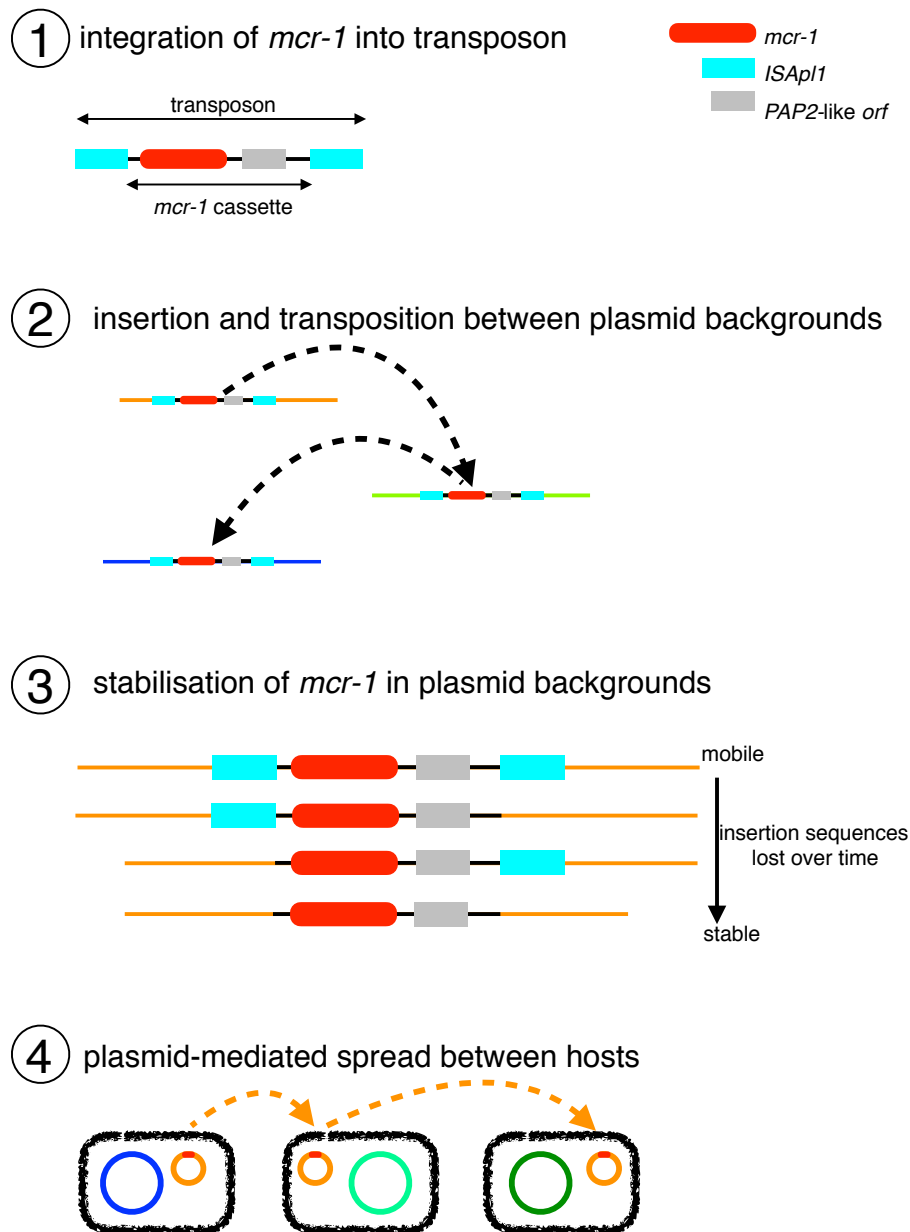 1 integration of mcr-1 into transposon
mcr-1
ISApl1
PAP2-like orf
transposon
mcr-1 cassette
2 insertion and transposition between plasmid backgrounds
3 stabilisation of mcr-1 in plasmid backgrounds
mobile
insertion sequences
lost over time
stable
4 plasmid-mediated spread between hosts